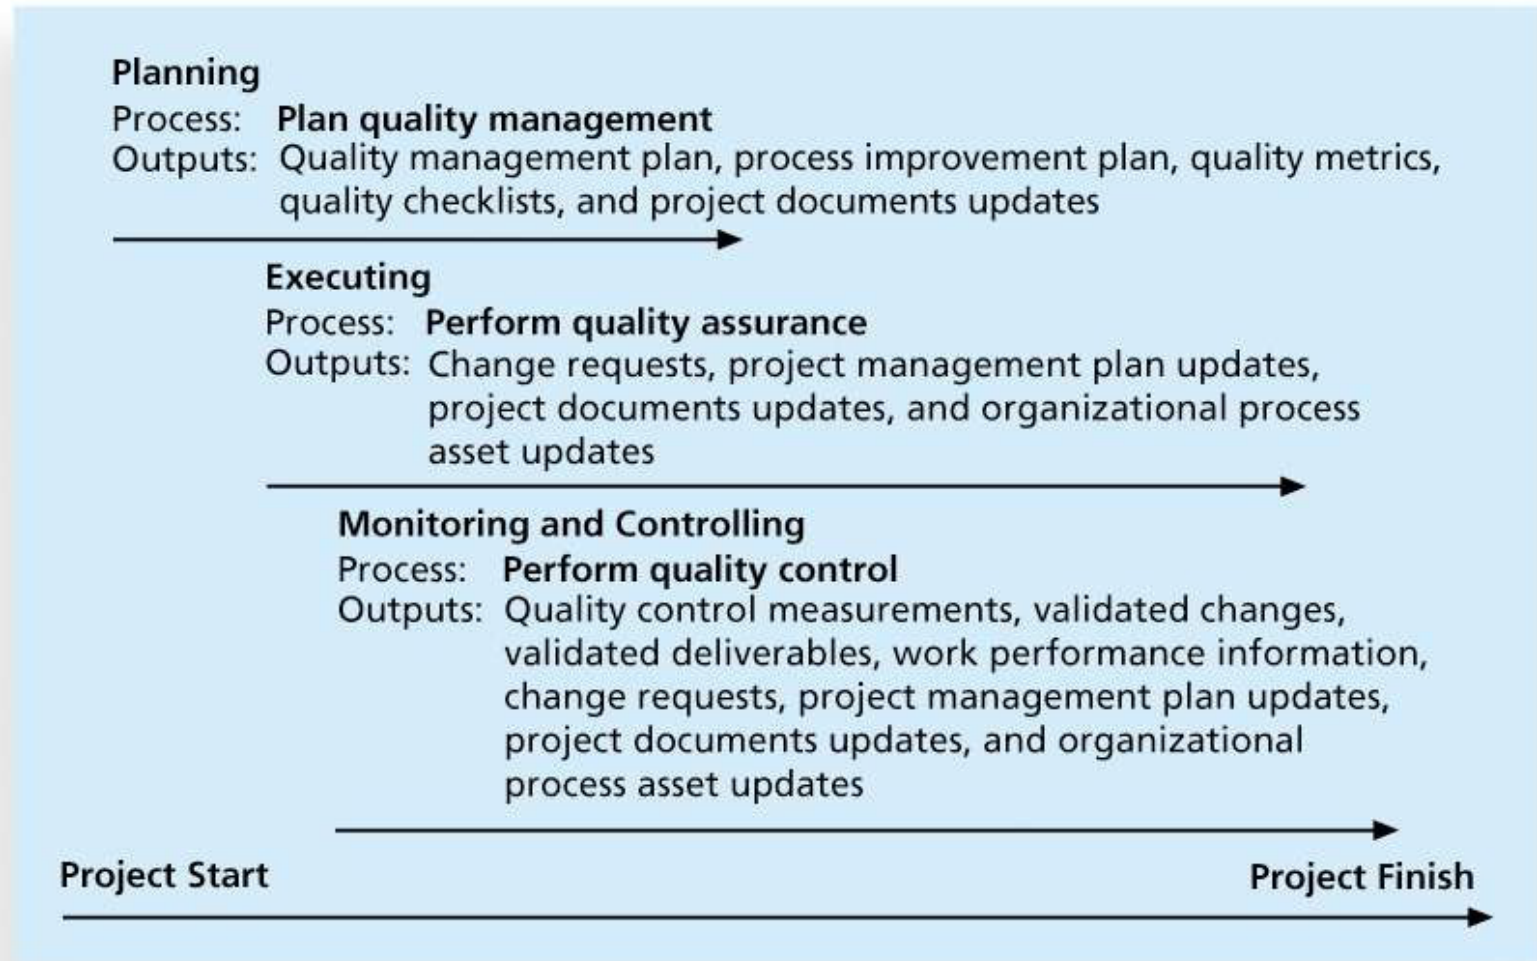 Planning
Process: Plan quality management
Outputs: Quality management plan, process improvement plan, quality metrics,
quality checklists, and project documents updates
Executing
Process: Perform quality assurance
Outputs: Change requests, project management plan updates,
project documents updates, and organizational process
asset updates
Monitoring and Controlling
Process: Perform quality control
Outputs: Quality control measurements, validated changes,
validated deliverables, work performance information,
change requests, project management plan updates,
project documents updates, and organizational
process asset updates
Project Start Project Finish